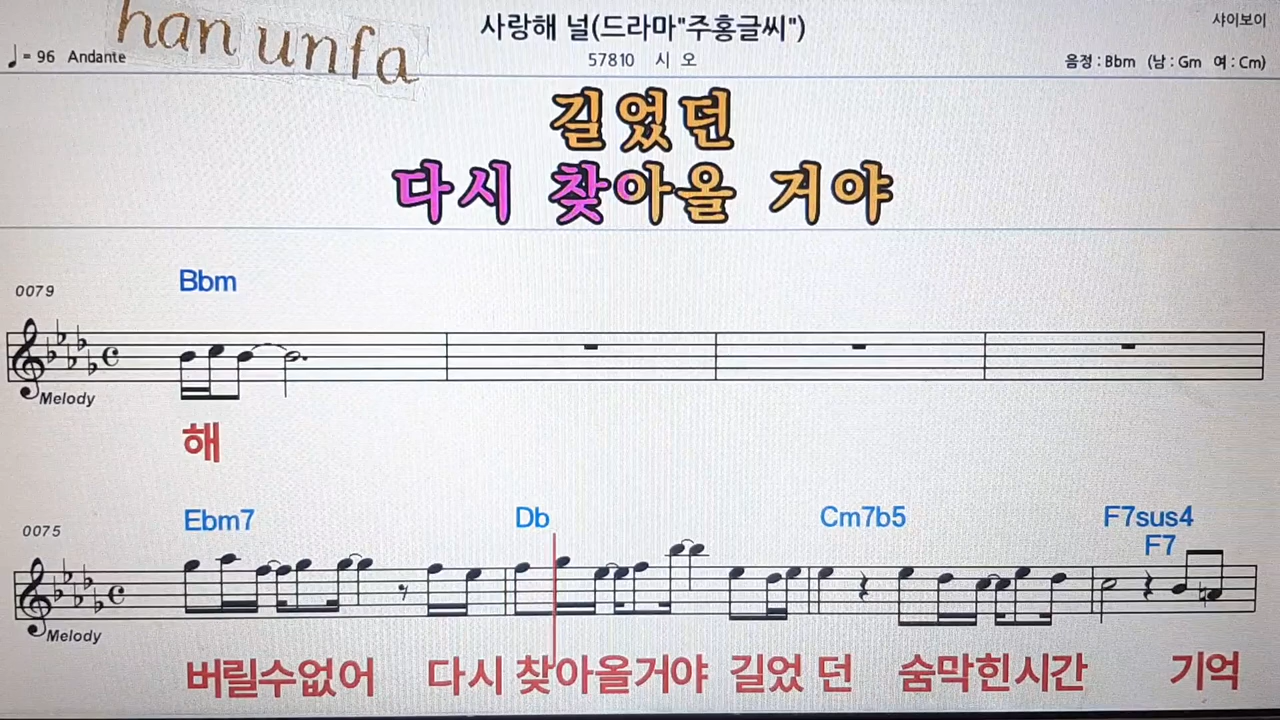 han unfa
사랑해 널(드라마"주홍글씨")
샤이보이
♩= 96 Andante
57810 시 오
음정 : Bbm (남 : Gm 여 : Cm)
길었던
다시 찾아올 거야
Bbm
0079
Melody
해
Ebm7 Db Cm7b5 F7sus4
F7
0075
Melody
버릴수없어 다시 찾아올거야 길었 던 숨막힌시간 기억